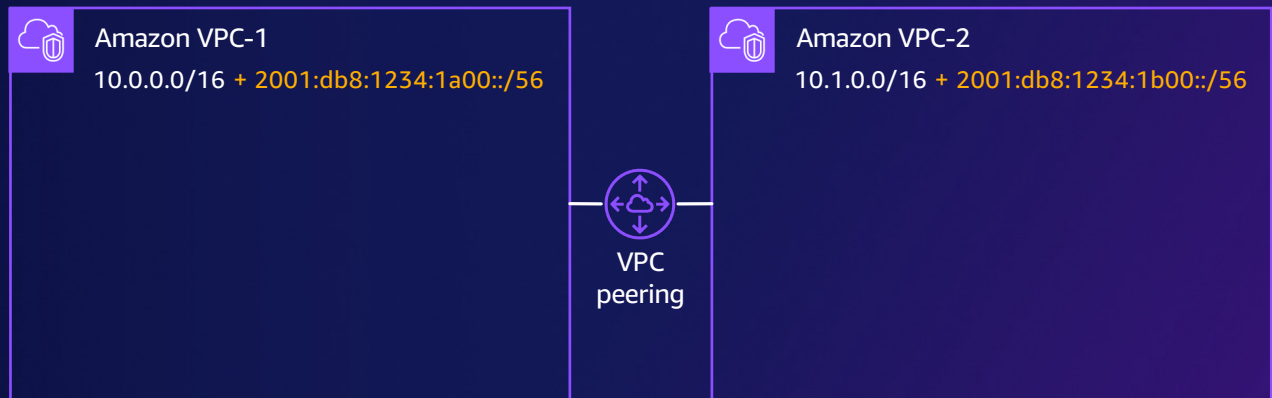 Amazon VPC-1
10.0.0.0/16 + 2001:db8:1234:1a00::/56
Amazon VPC-2
10.1.0.0/16 + 2001:db8:1234:1b00::/56
VPC
peering